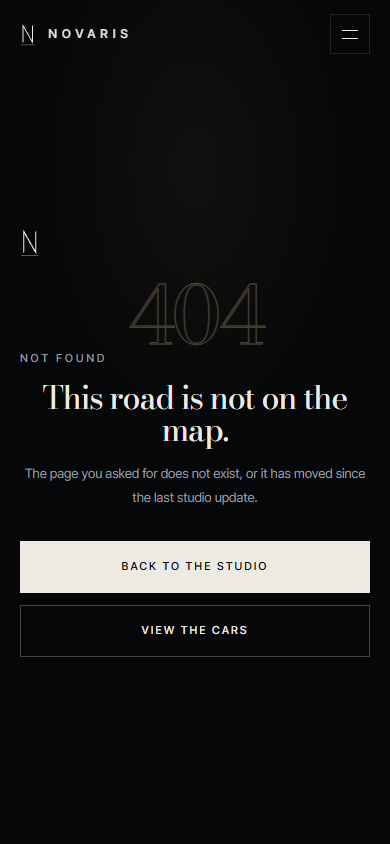 N NOVARIS
N
404
NOT FOUND
This road is not on the
map.
The page you asked for does not exist, or it has moved since
the last studio update.
BACK TO THE STUDIO
VIEW THE CARS